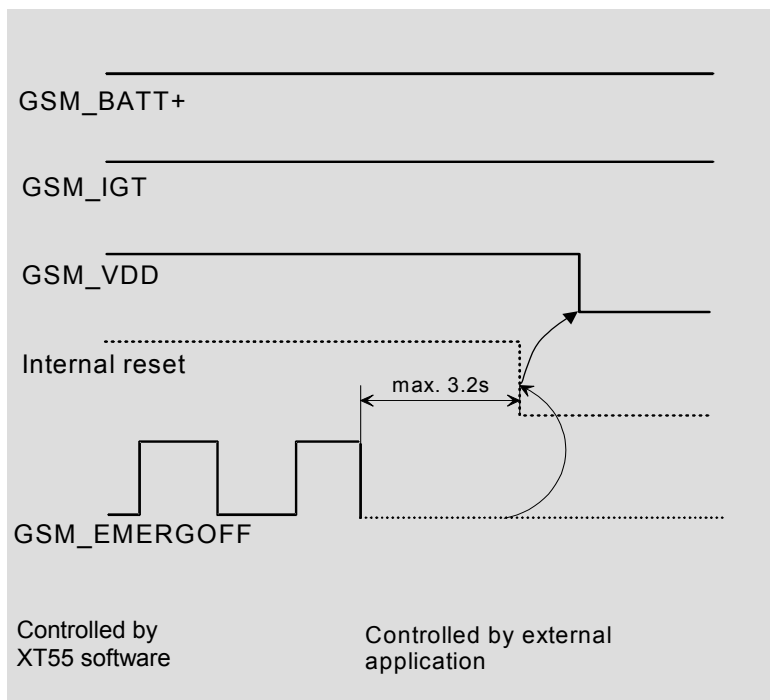 GSM_BATT+
GSM_IGT
GSM_VDD
Internal reset
max. 3.2s
GSM_EMERGOFF
Controlled by
XT55 software
Controlled by external
application